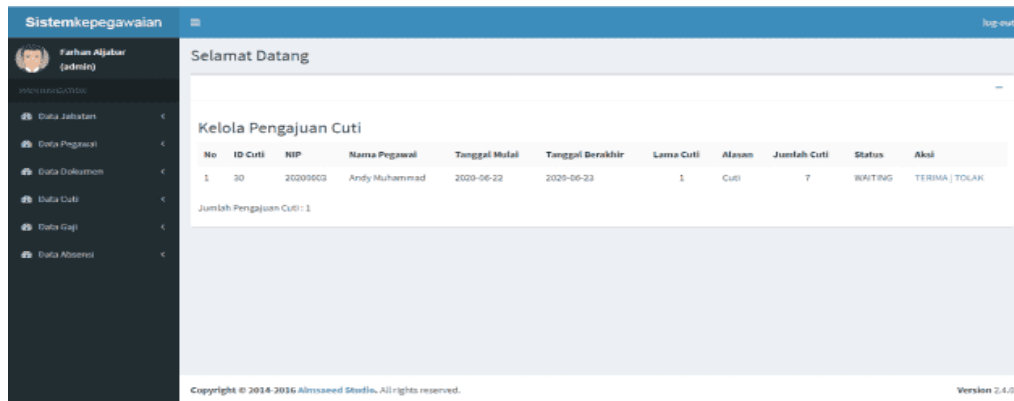 Sistemkepegawaian
log-out
Farhan Aljabar
(admin)
Selamat Datang
Data Jabatan
Data Pegawai
Data Dokumen
Data Cuti
Data Gaji
Data Absensi
Kelola Pengajuan Cuti
No ID Cuti NIP Nama Pegawai Tanggal Mulai Tanggal Berakhir Lama Cuti Alasan Jumlah Cuti Status Aksi
1 30 20200003 Andy Muhammad 2020-06-22 2020-06-23 1 Cuti 7 WAITING TERIMA | TOLAK
Jumlah Pengajuan Cuti : 1
Copyright © 2014-2016 Almsaeed Studio. All rights reserved.
Version 2.4.0